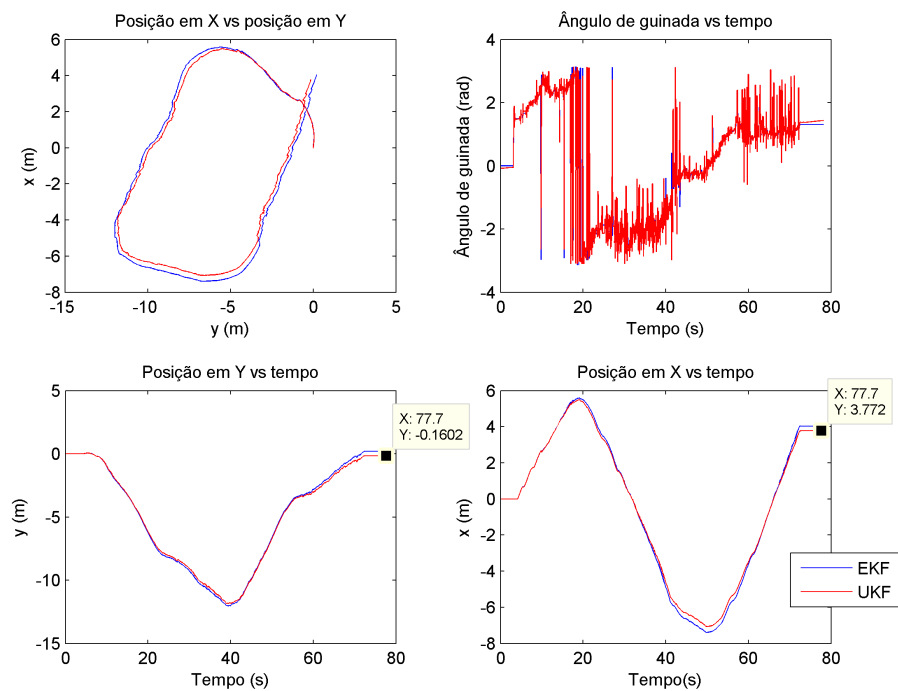 Posição em X vs posição em Y
6
4
2
0
-2
-4
-6
-8
x (m)
-15
-10
-5
0
5
y (m)
Ângulo de guinada vs tempo
4
2
0
-2
-4
Ângulo de guinada (rad)
0
20
40
60
80
Tempo (s)
Posição em Y vs tempo
5
0
-5
-10
-15
y (m)
X: 77.7
Y: -0.1602
0
20
40
60
80
Tempo (s)
Posição em X vs tempo
6
4
2
0
-2
-4
-6
-8
x (m)
X: 77.7
Y: 3.772
EKF
UKF
0
20
40
60
80
Tempo(s)